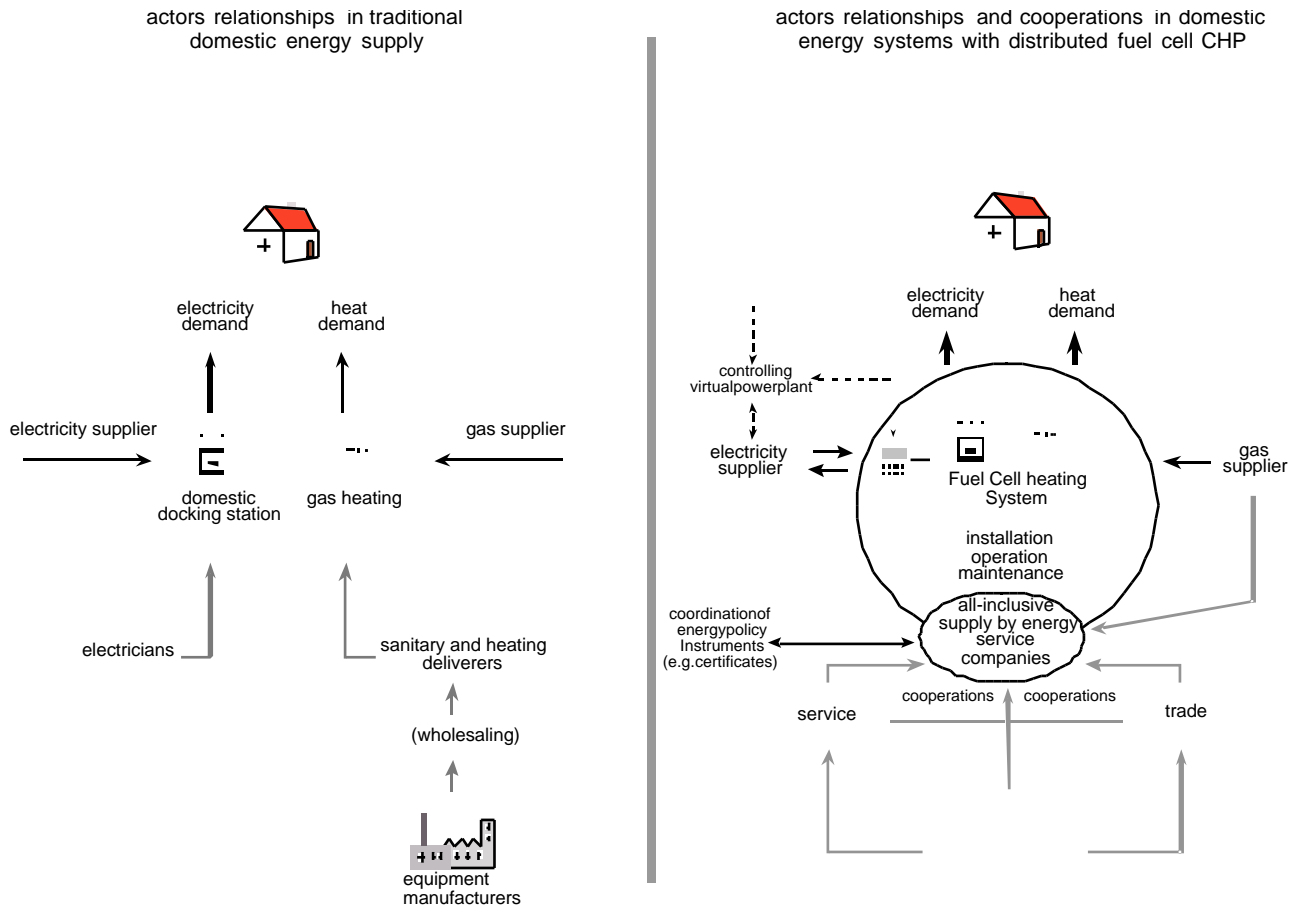 actors relationships in traditional
domestic energy supply
electricity
demand
heat
demand
electricity supplier
gas supplier
domestic
docking station
gas heating
electricians
sanitary and heating
deliverers
(wholesaling)
equipment
manufacturers
actors relationships and cooperations in domestic
energy systems with distributed fuel cell CHP
electricity
demand
heat
demand
controlling
virtualpowerplant
electricity
supplier
gas
supplier
Fuel Cell heating
System
installation
operation
maintenance
all-inclusive
supply by energy
service
companies
coordinationof
energypolicy
Instruments
(e.g.certificates)
cooperations
cooperations
service
trade